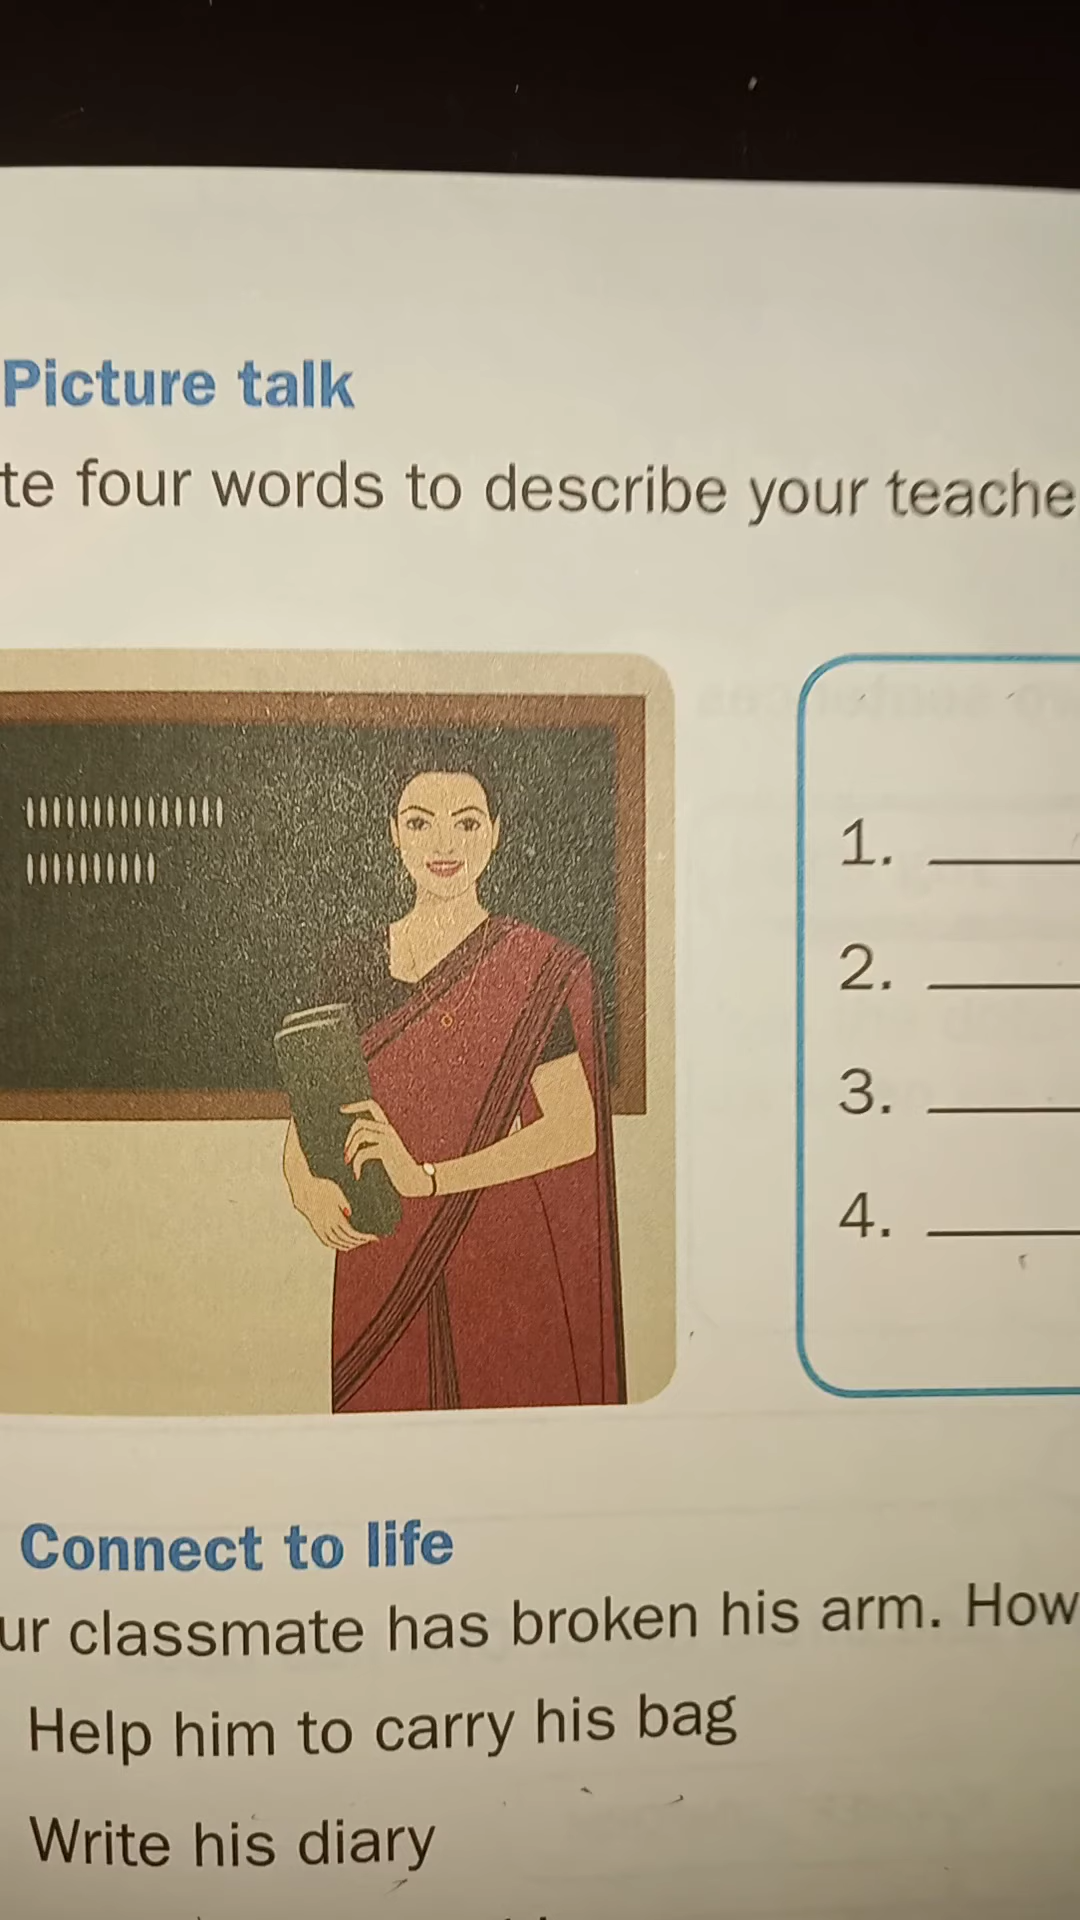 Picture talk
te four words to describe your teache
1.
2.
3.
4.
Connect to life
ur classmate has broken his arm. How
Help him to carry his bag
Write his diary